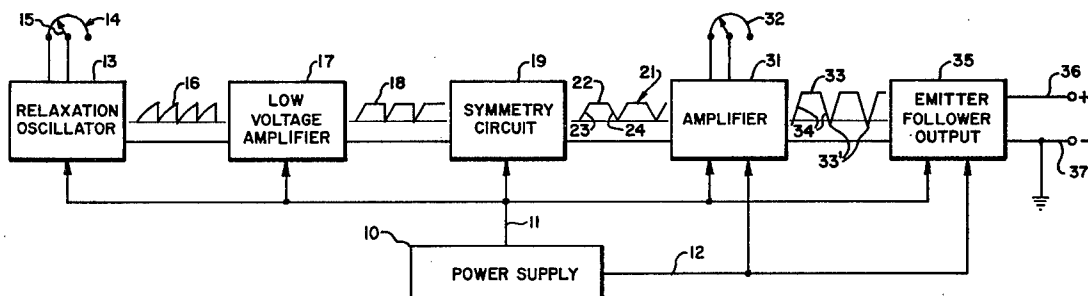 15 14 32
13 16 17 18 19 22 21 31 33 35 36
RELAXATION
OSCILLATOR
LOW
VOLTAGE
AMPLIFIER
SYMMETRY
CIRCUIT
23 24
AMPLIFIER
34 33'
EMITTER
FOLLOWER
OUTPUT
+
-
37
11
10
POWER SUPPLY
12